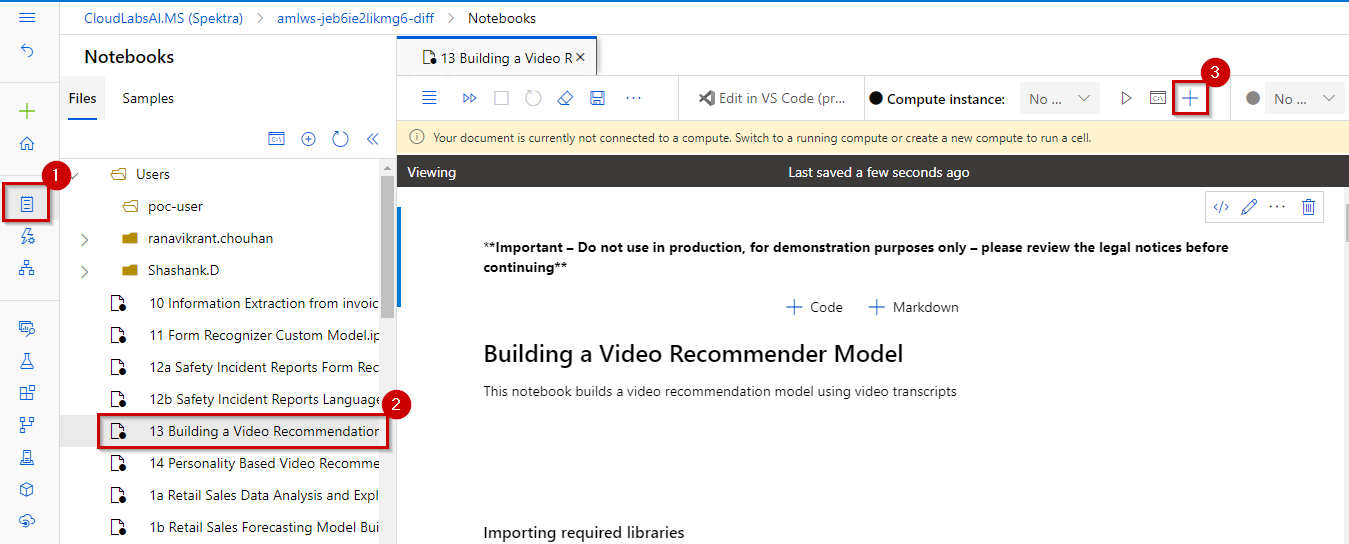 CloudLabsAI.MS (Spektra) > amlws-jeb6ie2likmg6-diff > Notebooks
Notebooks
Files Samples
13 Building a Video R
3
Edit in VS Code (pr... Compute instance: No ... No ...
Your document is currently not connected to a compute. Switch to a running compute or create a new compute to run a cell.
Viewing Last saved a few seconds ago
1
Users
poc-user
ranavikrant.chouhan
Shashank.D
10 Information Extraction from invoic
11 Form Recognizer Custom Model.ip
12a Safety Incident Reports Form Rec
12b Safety Incident Reports Language
2
13 Building a Video Recommendation
14 Personality Based Video Recomme
1a Retail Sales Data Analysis and Expl
1b Retail Sales Forecasting Model Bui
**Important – Do not use in production, for demonstration purposes only – please review the legal notices before
continuing**
Code Markdown
Building a Video Recommender Model
This notebook builds a video recommendation model using video transcripts
Importing required libraries